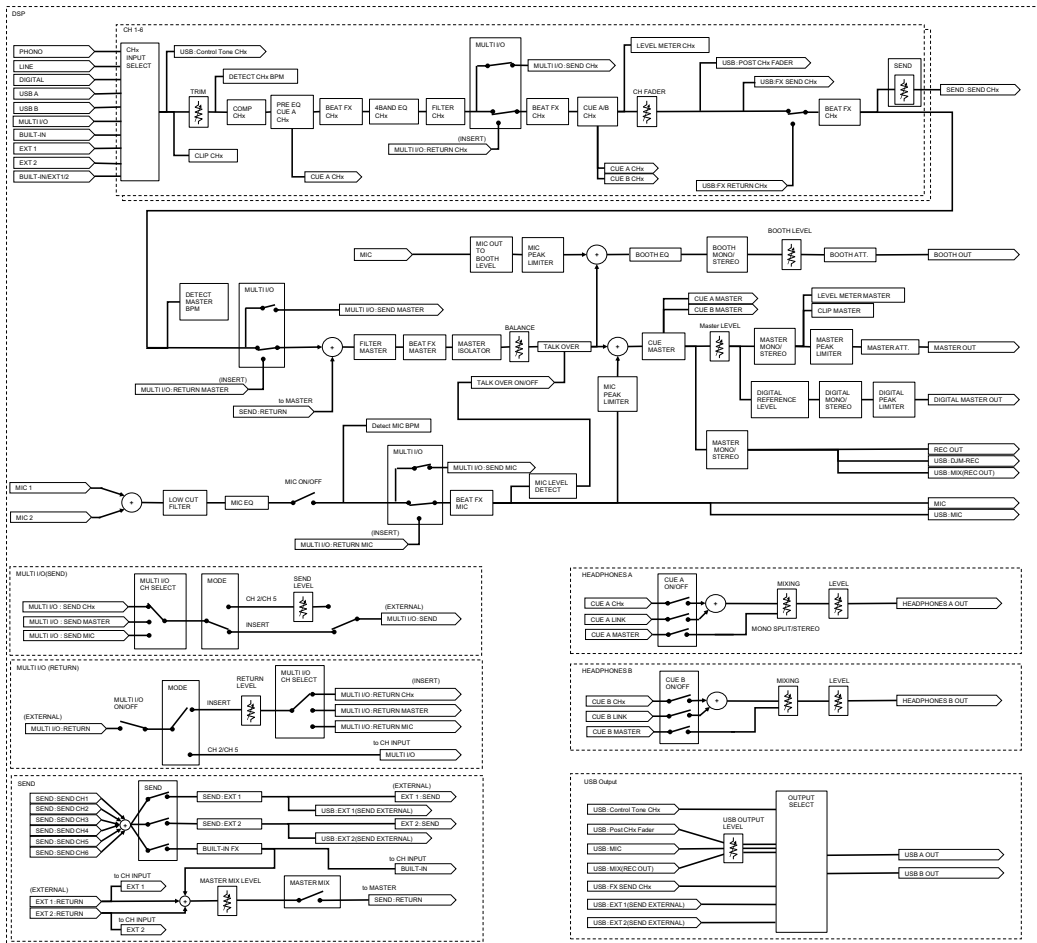 DSP
CH 1-6
PHONO
LINE
DIGITAL
USB A
USB B
MULTI I/O
BUILT-IN
EXT 1
EXT 2
BUILT-IN/EXT1/2
CHx
INPUT
SELECT
USB:Control Tone CHx
DETECT CHx BPM
TRIM
CLIP CHx
COMP
CHx
PRE EQ
CUE A
CHx
CUE A CHx
BEAT FX
CHx
4BAND EQ
CHx
FILTER
CHx
MULTI I/O
MULTI I/O: SEND CHx
(INSERT)
MULTI I/O: RETURN CHx
BEAT FX
CHx
CUE A/B
CHx
CUE A CHx
CUE B CHx
LEVEL METER CHx
CH FADER
USB: POST CHx FADER
USB:FX SEND CHx
USB:FX RETURN CHx
BEAT FX
CHx
SEND
SEND: SEND CHx
MIC
MIC OUT
TO
BOOTH
LEVEL
MIC
PEAK
LIMITER
+
BOOTH EQ
BOOTH
MONO/
STEREO
BOOTH LEVEL
BOOTH ATT.
BOOTH OUT
DETECT
MASTER
BPM
MULTI I/O
MULTI I/O: SEND MASTER
(INSERT)
MULTI I/O: RETURN MASTER
to MASTER
SEND: RETURN
+
FILTER
MASTER
BEAT FX
MASTER
MASTER
ISOLATOR
BALANCE
TALK OVER
TALK OVER ON/OFF
+
MIC
PEAK
LIMITER
CUE
MASTER
CUE A MASTER
CUE B MASTER
Master LEVEL
MASTER
MONO/
STEREO
LEVEL METER MASTER
CLIP MASTER
MASTER
PEAK
LIMITER
MASTER ATT.
MASTER OUT
DIGITAL
REFERENCE
LEVEL
DIGITAL
MONO/
STEREO
DIGITAL
PEAK
LIMITER
DIGITAL MASTER OUT
MASTER
MONO/
STEREO
REC OUT
USB: DJM-REC
USB: MIX(REC OUT)
MIC 1
MIC 2
+
LOW CUT
FILTER
MIC EQ
MIC ON/OFF
Detect MIC BPM
MULTI I/O
MULTI I/O: SEND MIC
(INSERT)
MULTI I/O: RETURN MIC
BEAT FX
MIC
MIC LEVEL
DETECT
MIC
USB: MIC
MULTI I/O(SEND)
MULTI I/O : SEND CHx
MULTI I/O : SEND MASTER
MULTI I/O : SEND MIC
MULTI I/O
CH SELECT
MODE
CH 2/CH 5
INSERT
SEND
LEVEL
(EXTERNAL)
MULTI I/O: SEND
MULTI I/O (RETURN)
(EXTERNAL)
MULTI I/O: RETURN
MULTI I/O
ON/OFF
MODE
INSERT
CH 2/CH 5
RETURN
LEVEL
MULTI I/O
CH SELECT
(INSERT)
MULTI I/O: RETURN CHx
MULTI I/O: RETURN MASTER
MULTI I/O: RETURN MIC
to CH INPUT
MULTI I/O
SEND
SEND: SEND CH1
SEND: SEND CH2
SEND: SEND CH3
SEND: SEND CH4
SEND: SEND CH5
SEND: SEND CH6
+
SEND
SEND: EXT 1
SEND: EXT 2
BUILT-IN FX
(EXTERNAL)
EXT 1: SEND
USB: EXT 1(SEND EXTERNAL)
EXT 2: SEND
USB: EXT 2(SEND EXTERNAL)
to CH INPUT
BUILT-IN
to CH INPUT
EXT 1
(EXTERNAL)
EXT 1: RETURN
EXT 2: RETURN
to CH INPUT
EXT 2
+
MASTER MIX LEVEL
MASTER MIX
to MASTER
SEND: RETURN
HEADPHONES A
CUE A CHx
CUE A LINK
CUE A MASTER
CUE A
ON/OFF
+
MIXING
LEVEL
MONO SPLIT/STEREO
HEADPHONES A OUT
HEADPHONES B
CUE B CHx
CUE B LINK
CUE B MASTER
CUE B
ON/OFF
+
MIXING
LEVEL
HEADPHONES B OUT
USB Output
USB: Control Tone CHx
USB: Post CHx Fader
USB: MIC
USB: MIX(REC OUT)
USB: FX SEND CHx
USB: EXT 1(SEND EXTERNAL)
USB: EXT 2(SEND EXTERNAL)
USB OUTPUT
LEVEL
OUTPUT
SELECT
USB A OUT
USB B OUT